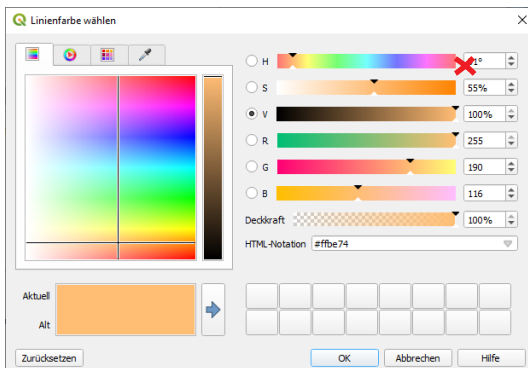 Linienfarbe wählen
H
S 55%
V 100%
R 255
G 190
B 116
Deckkraft 100%
HTML-Notation #ffbe74
Aktuell
Alt
Zurücksetzen OK Abbrechen Hilfe